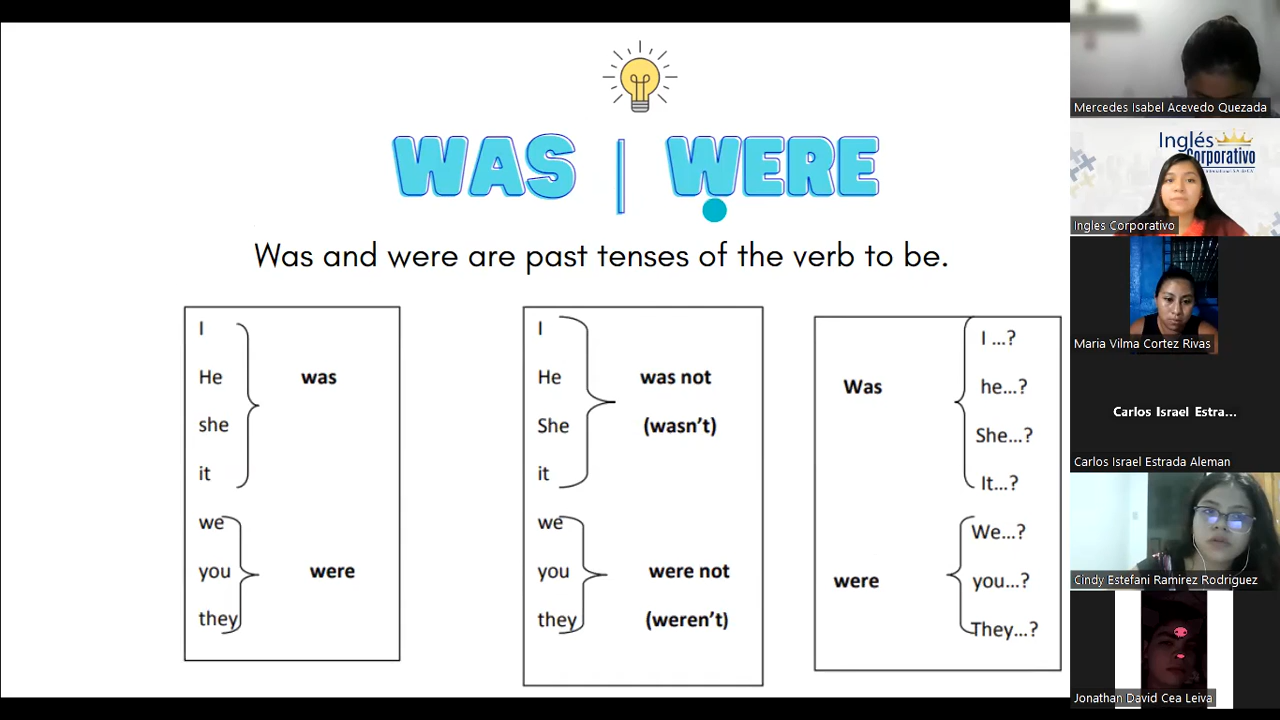 WAS | WERE
Was and were are past tenses of the verb to be.
I
He
was
she
it
we
you
were
they
I
He
was not
She
(wasn't)
it
we
you
were not
they
(weren't)
I ...?
Was
he...?
She...?
It...?
We...?
were
you...?
They...?
Mercedes Isabel Acevedo Quezada
Inglés
Corporativo
Ingles Corporativo
Maria Vilma Cortez Rivas
Carlos Israel Estra...
Carlos Israel Estrada Aleman
Cindy Estefani Ramirez Rodriguez
Jonathan David Cea Leiva